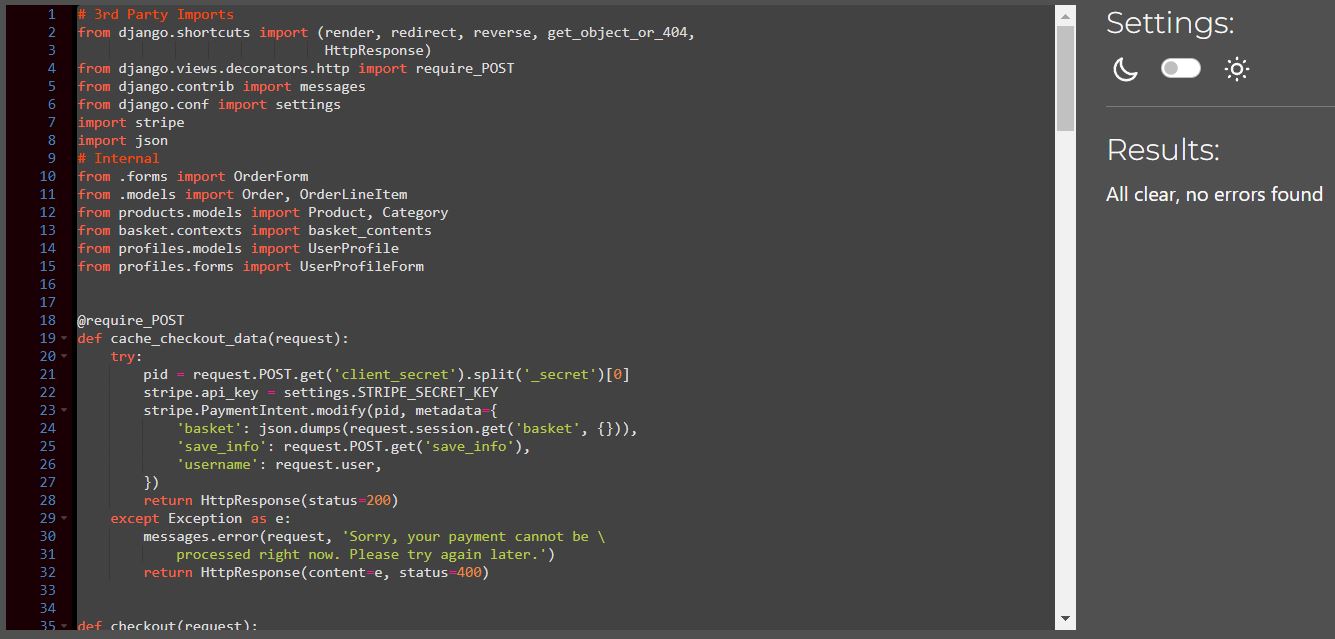 1 # 3rd Party Imports
2 from django.shortcuts import (render, redirect, reverse, get_object_or_404,
3                               HttpResponse)
4 from django.views.decorators.http import require_POST
5 from django.contrib import messages
6 from django.conf import settings
7 import stripe
8 import json
9 # Internal
10 from .forms import OrderForm
11 from .models import Order, OrderLineItem
12 from products.models import Product, Category
13 from basket.contexts import basket_contents
14 from profiles.models import UserProfile
15 from profiles.forms import UserProfileForm
16
17
18 @require_POST
19 def cache_checkout_data(request):
20     try:
21         pid = request.POST.get('client_secret').split('_secret')[0]
22         stripe.api_key = settings.STRIPE_SECRET_KEY
23         stripe.PaymentIntent.modify(pid, metadata={
24             'basket': json.dumps(request.session.get('basket', {})),
25             'save_info': request.POST.get('save_info'),
26             'username': request.user,
27         })
28         return HttpResponse(status=200)
29     except Exception as e:
30         messages.error(request, 'Sorry, your payment cannot be \
31             processed right now. Please try again later.')
32         return HttpResponse(content=e, status=400)
33
34
35 def checkout(request):
Settings:
Results:
All clear, no errors found